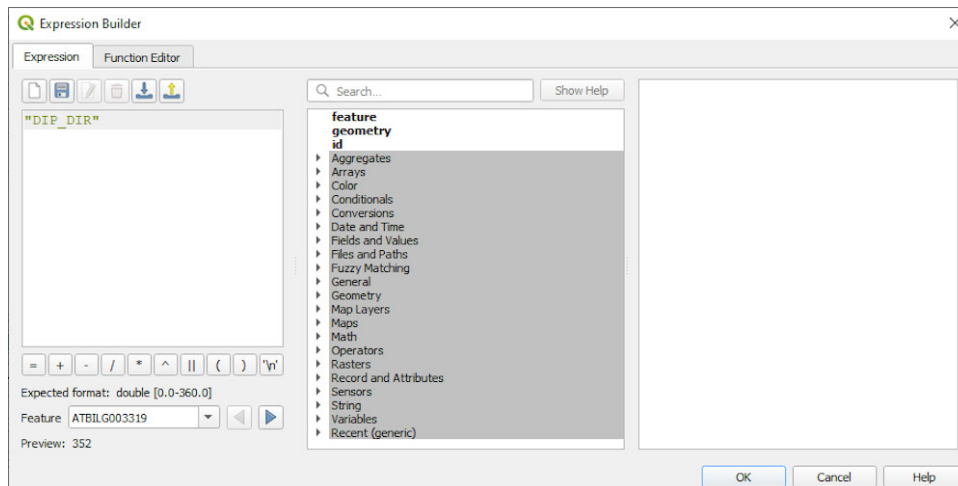 Expression Builder
Expression
Function Editor
"DIP_DIR"
= + - / * ^ || ( ) '\n'
Expected format: double [0.0-360.0]
Feature ATBILG003319
Preview: 352
Search...
Show Help
feature
geometry
id
Aggregates
Arrays
Color
Conditionals
Conversions
Date and Time
Fields and Values
Files and Paths
Fuzzy Matching
General
Geometry
Map Layers
Maps
Math
Operators
Rasters
Record and Attributes
Sensors
String
Variables
Recent (generic)
OK
Cancel
Help